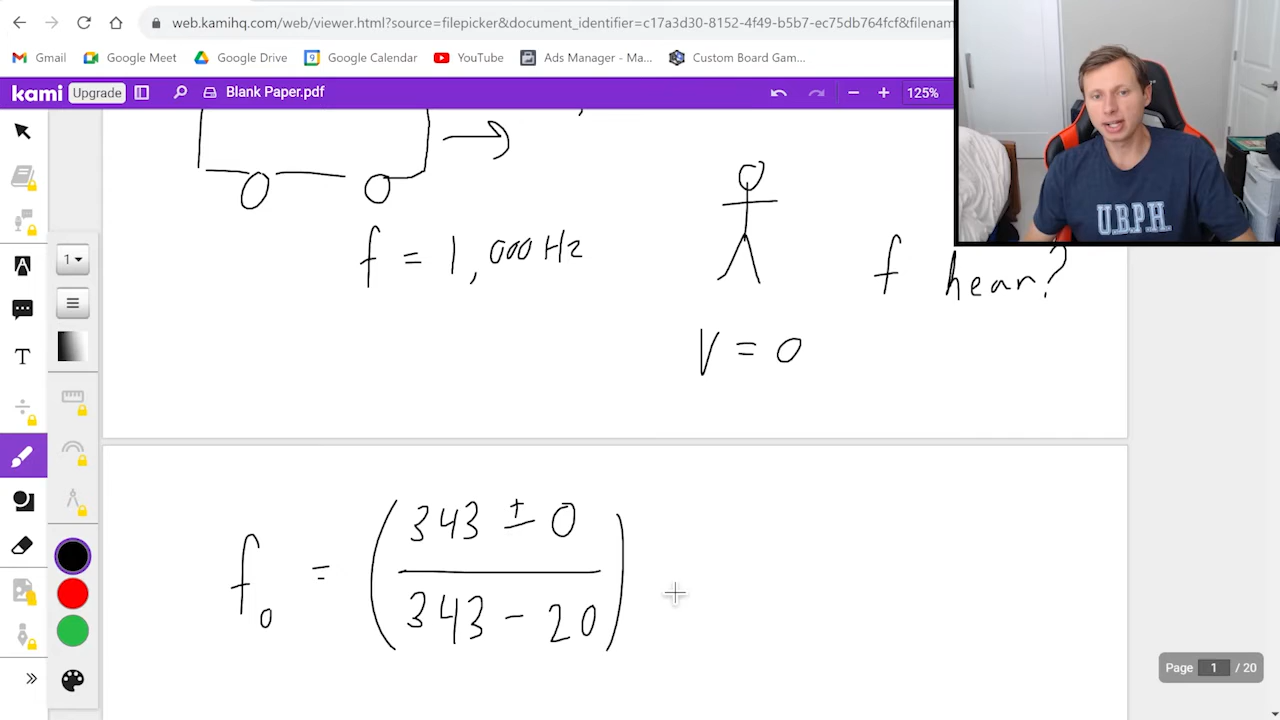 web.kamihq.com/web/viewer.html?source=filepicker&document_identifier=c17a3d30-8152-4f49-b5b7-ec75db764fcf&filenam
Gmail Google Meet Google Drive Google Calendar YouTube Ads Manager - Ma... Custom Board Gam...
kami Upgrade Blank Paper.pdf 125%
U.B.P.H.
f = 1,000 Hz
f hear?
V = 0
1
T
f₀ = (343 ± 0 / 343 - 20)
Page 1 / 20